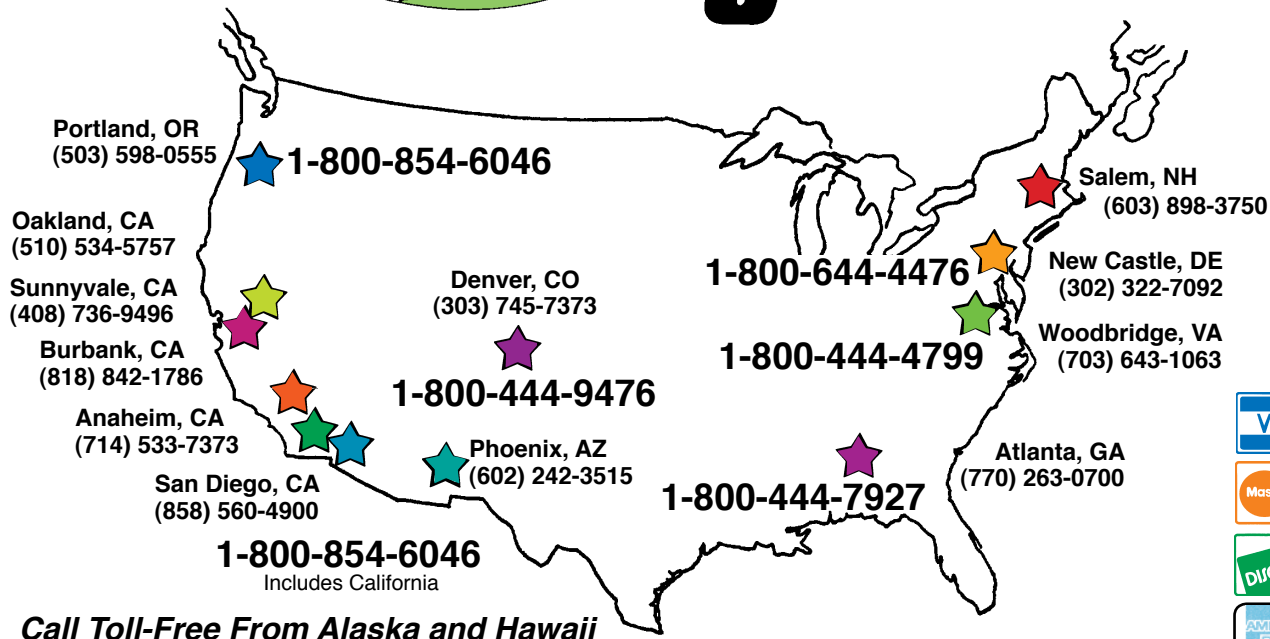 Portland, OR
(503) 598-0555
1-800-854-6046
Oakland, CA
(510) 534-5757
Sunnyvale, CA
(408) 736-9496
Burbank, CA
(818) 842-1786
Anaheim, CA
(714) 533-7373
San Diego, CA
(858) 560-4900
1-800-854-6046
Includes California
Denver, CO
(303) 745-7373
1-800-444-9476
Phoenix, AZ
(602) 242-3515
Salem, NH
(603) 898-3750
1-800-644-4476
New Castle, DE
(302) 322-7092
1-800-444-4799
Woodbridge, VA
(703) 643-1063
Atlanta, GA
(770) 263-0700
1-800-444-7927
Call Toll-Free From Alaska and Hawaii